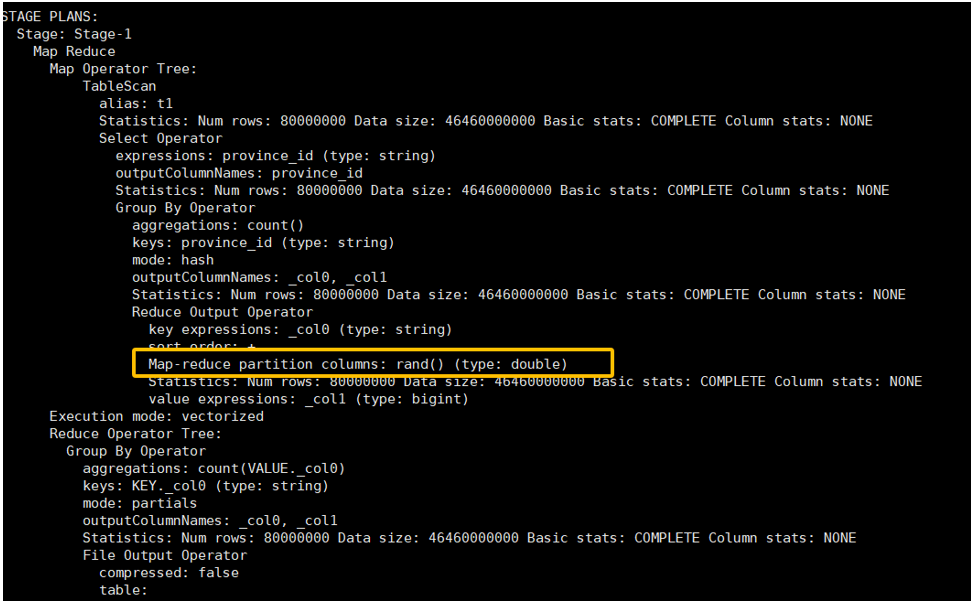 STAGE PLANS:
Stage: Stage-1
Map Reduce
Map Operator Tree:
TableScan
alias: t1
Statistics: Num rows: 80000000 Data size: 46460000000 Basic stats: COMPLETE Column stats: NONE
Select Operator
expressions: province_id (type: string)
outputColumnNames: province_id
Statistics: Num rows: 80000000 Data size: 46460000000 Basic stats: COMPLETE Column stats: NONE
Group By Operator
aggregations: count()
keys: province_id (type: string)
mode: hash
outputColumnNames: _col0, _col1
Statistics: Num rows: 80000000 Data size: 46460000000 Basic stats: COMPLETE Column stats: NONE
Reduce Output Operator
key expressions: _col0 (type: string)
sort order: +
Map-reduce partition columns: rand() (type: double)
Statistics: Num rows: 80000000 Data size: 46460000000 Basic stats: COMPLETE Column stats: NONE
value expressions: _col1 (type: bigint)
Execution mode: vectorized
Reduce Operator Tree:
Group By Operator
aggregations: count(VALUE._col0)
keys: KEY._col0 (type: string)
mode: partials
outputColumnNames: _col0, _col1
Statistics: Num rows: 80000000 Data size: 46460000000 Basic stats: COMPLETE Column stats: NONE
File Output Operator
compressed: false
table: